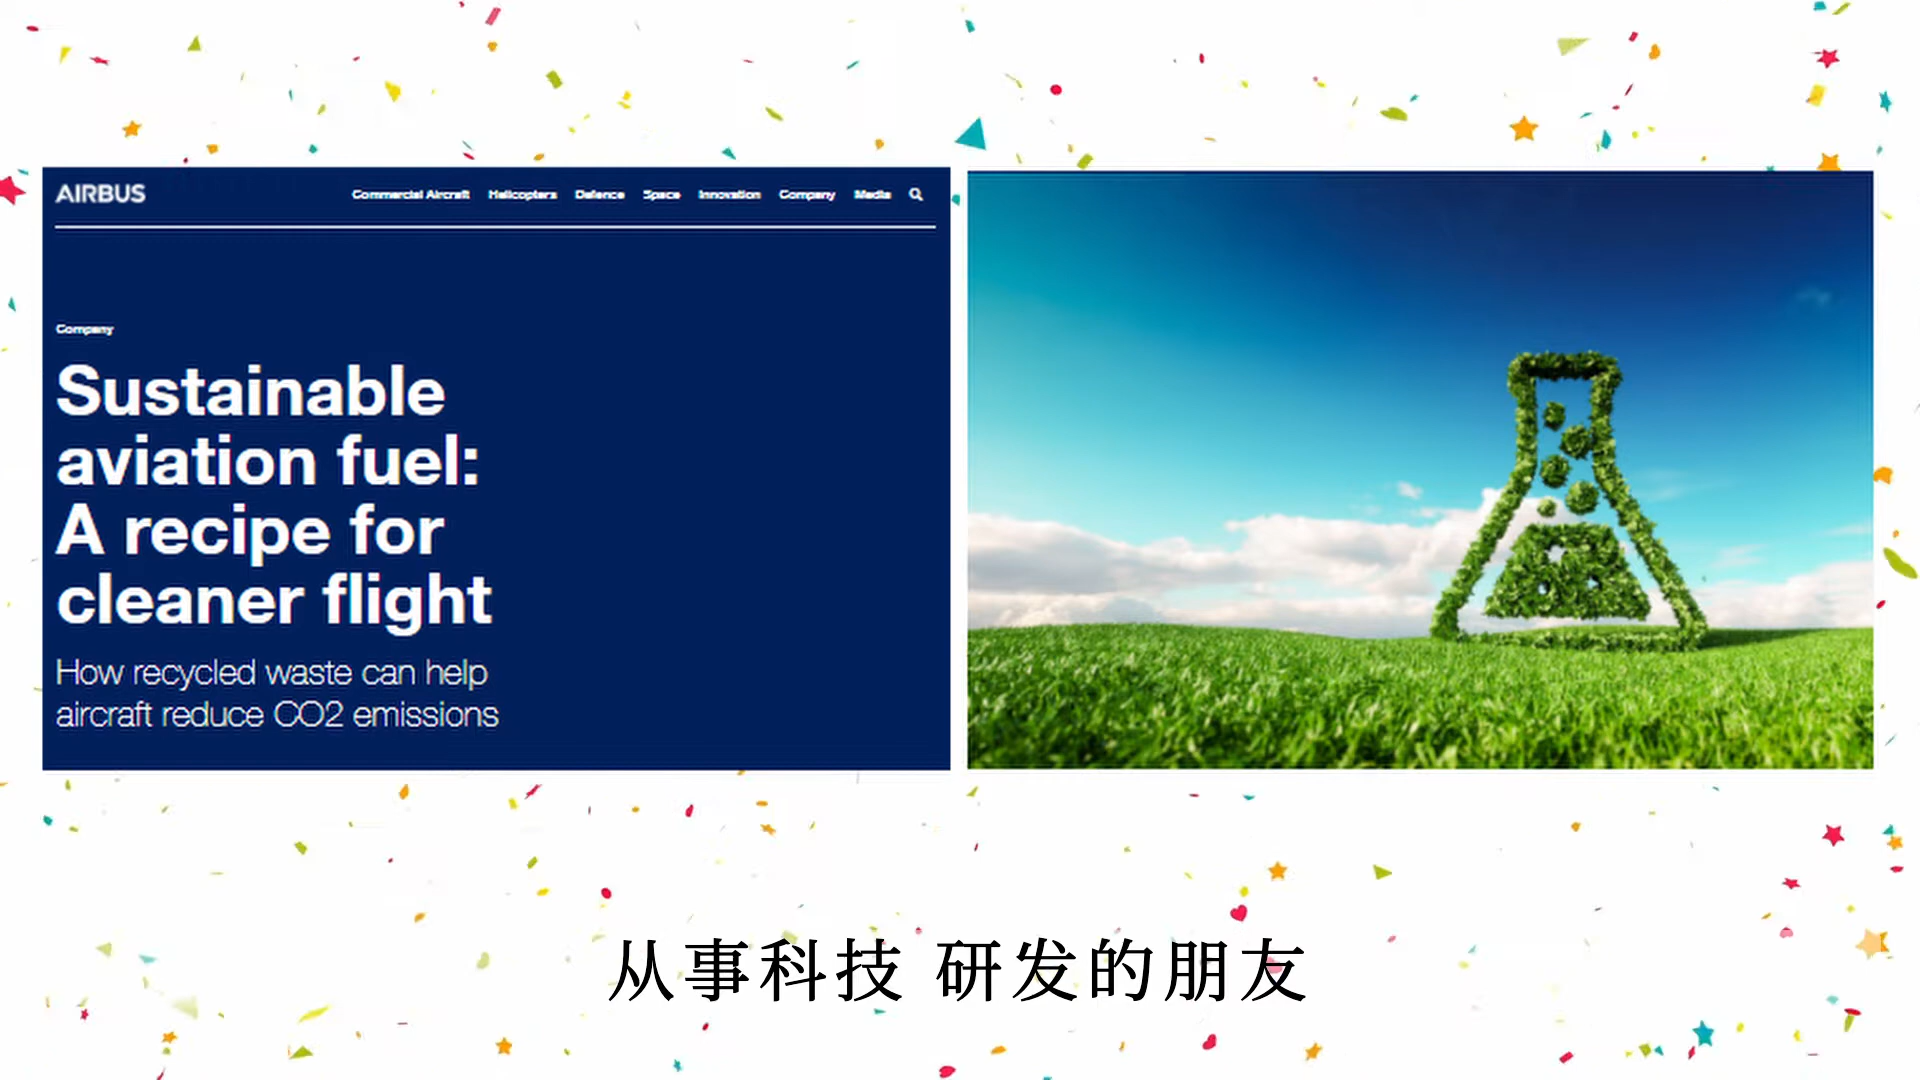 AIRBUS
Commercial Aircraft Helicopters Defence Space Innovation Company Media
Company
Sustainable
aviation fuel:
A recipe for
cleaner flight
How recycled waste can help
aircraft reduce CO2 emissions
从事科技 研发的朋友